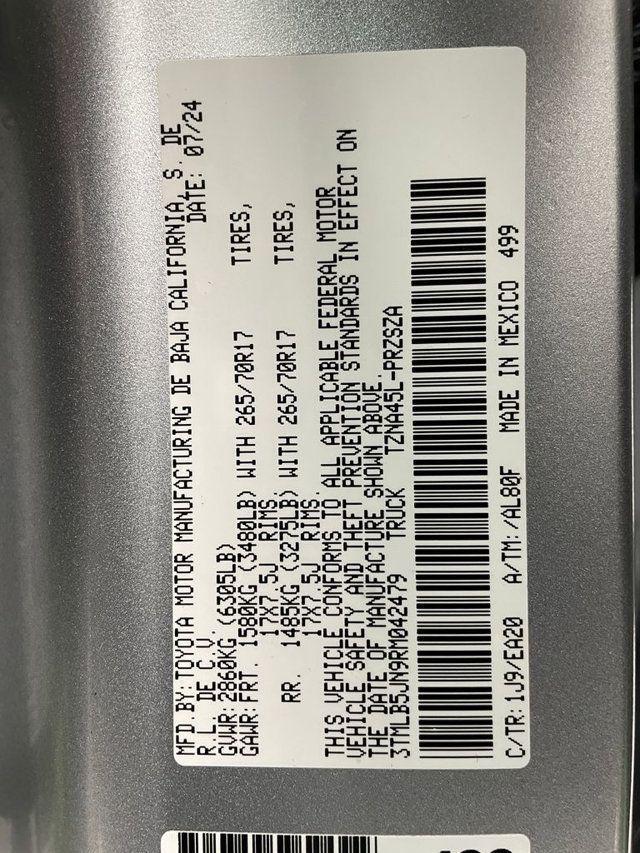 MFD.BY:TOYOTA MOTOR MANUFACTURING DE BAJA CALIFORNIA, S. DE
R.L. DE C.V. DATE: 07/24
GVWR:2860KG (6305LB)
GAWR:FRT. 1580KG (3480LB) WITH 265/70R17 TIRES,
17X7.5J RIMS.
RR. 1485KG (3275LB) WITH 265/70R17 TIRES,
17X7.5J RIMS.
THIS VEHICLE CONFORMS TO ALL APPLICABLE FEDERAL MOTOR
VEHICLE SAFETY AND THEFT PREVENTION STANDARDS IN EFFECT ON
THE DATE OF MANUFACTURE SHOWN ABOVE.
3TMLB5JN9RM042479 TRUCK TZNA45L-PRZSZA
C/TR:1J9/EA20 A/TM:/AL80F MADE IN MEXICO 499